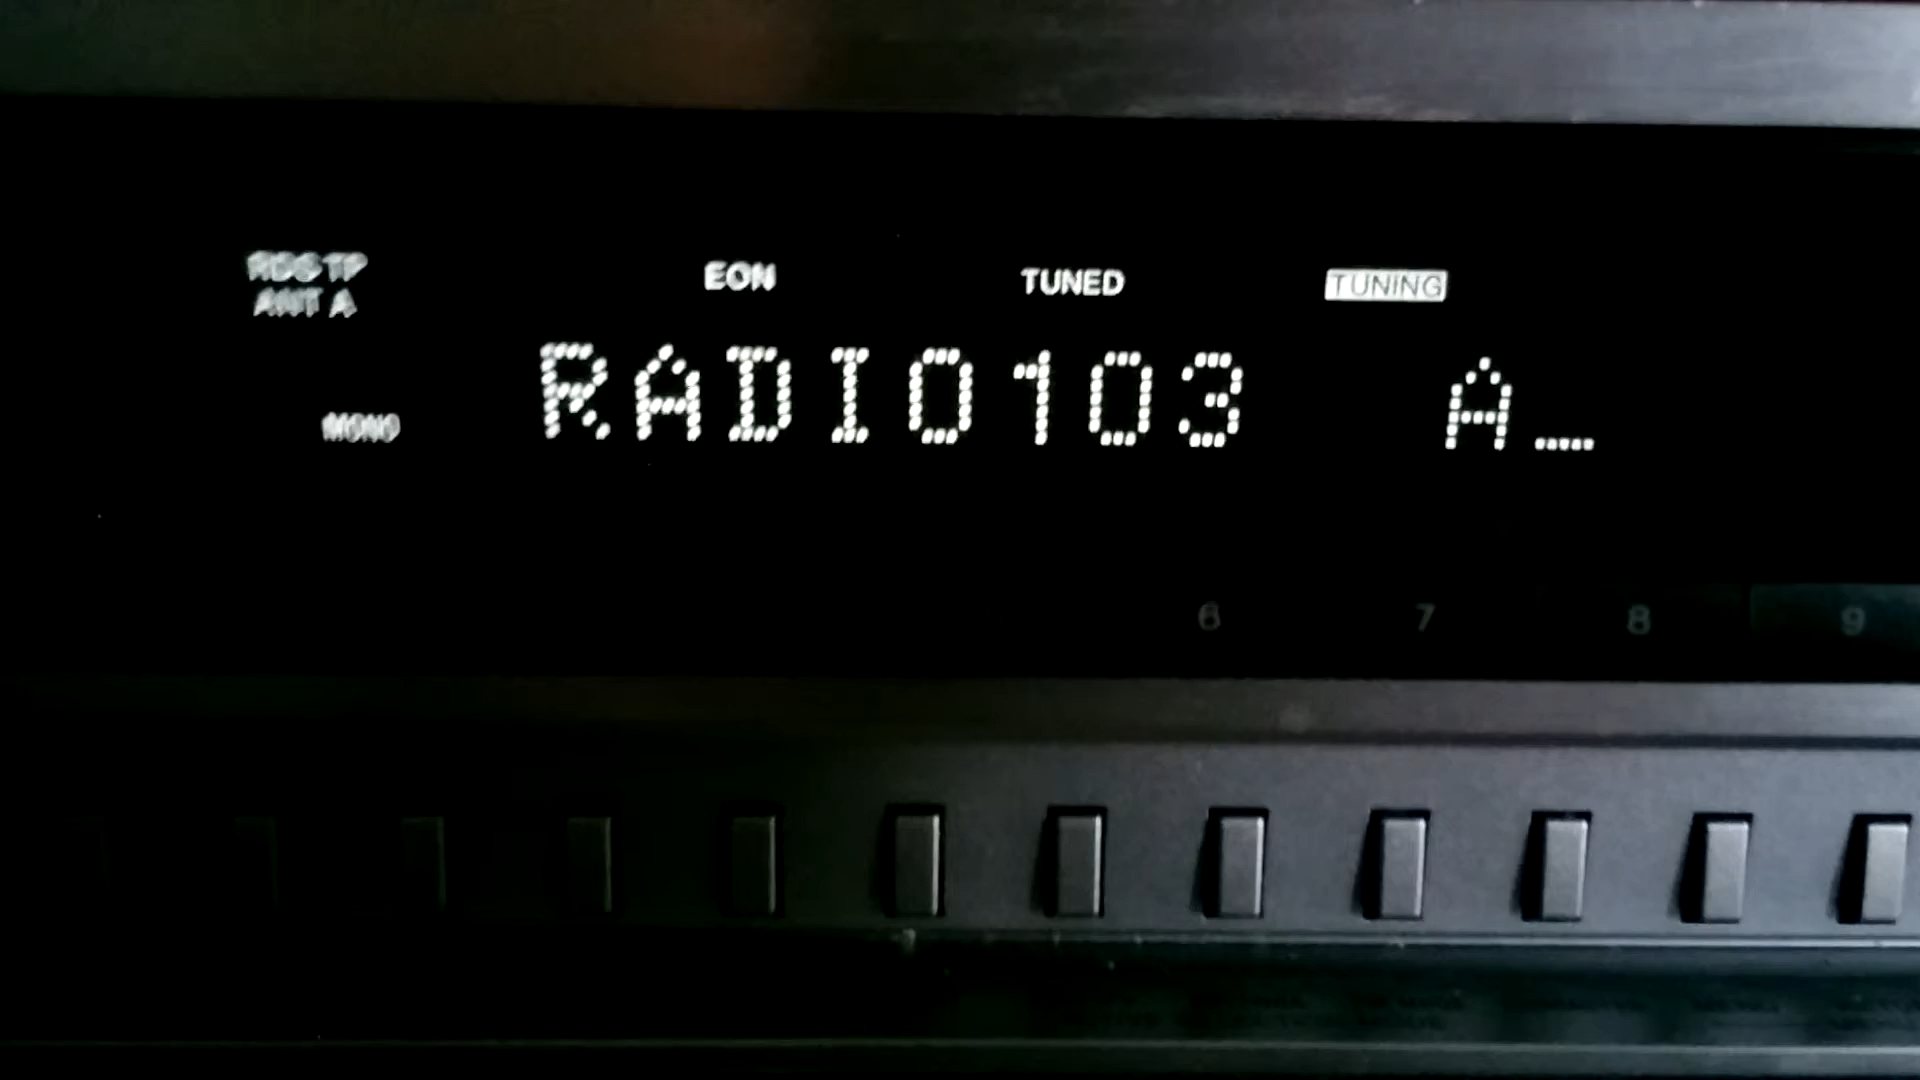 RDS TP EON TUNED TUNING
ANT A
MONO RADIO103 A_
6 7 8 9